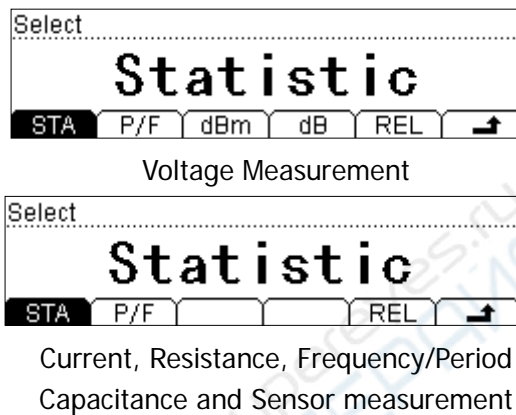 Select
Statistic
STA P/F dBm dB REL
Voltage Measurement
Select
Statistic
STA P/F REL
Current, Resistance, Frequency/Period
Capacitance and Sensor measurement